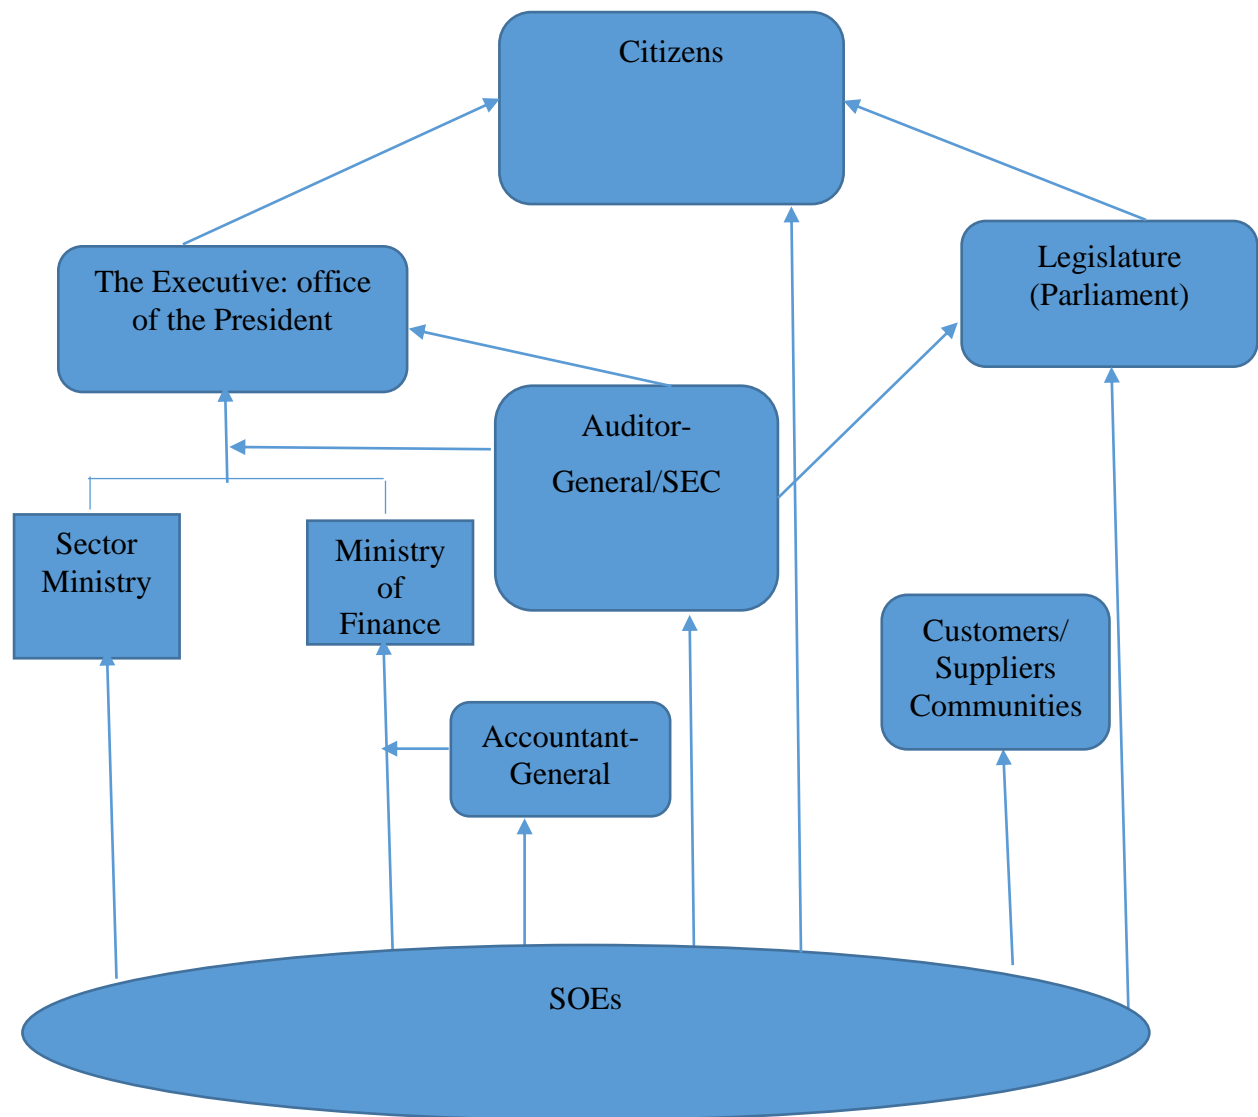 Citizens
The Executive: office
of the President
Legislature
(Parliament)
Auditor-
General/SEC
Sector
Ministry
Ministry
of
Finance
Customers/
Suppliers
Communities
Accountant-
General
SOEs